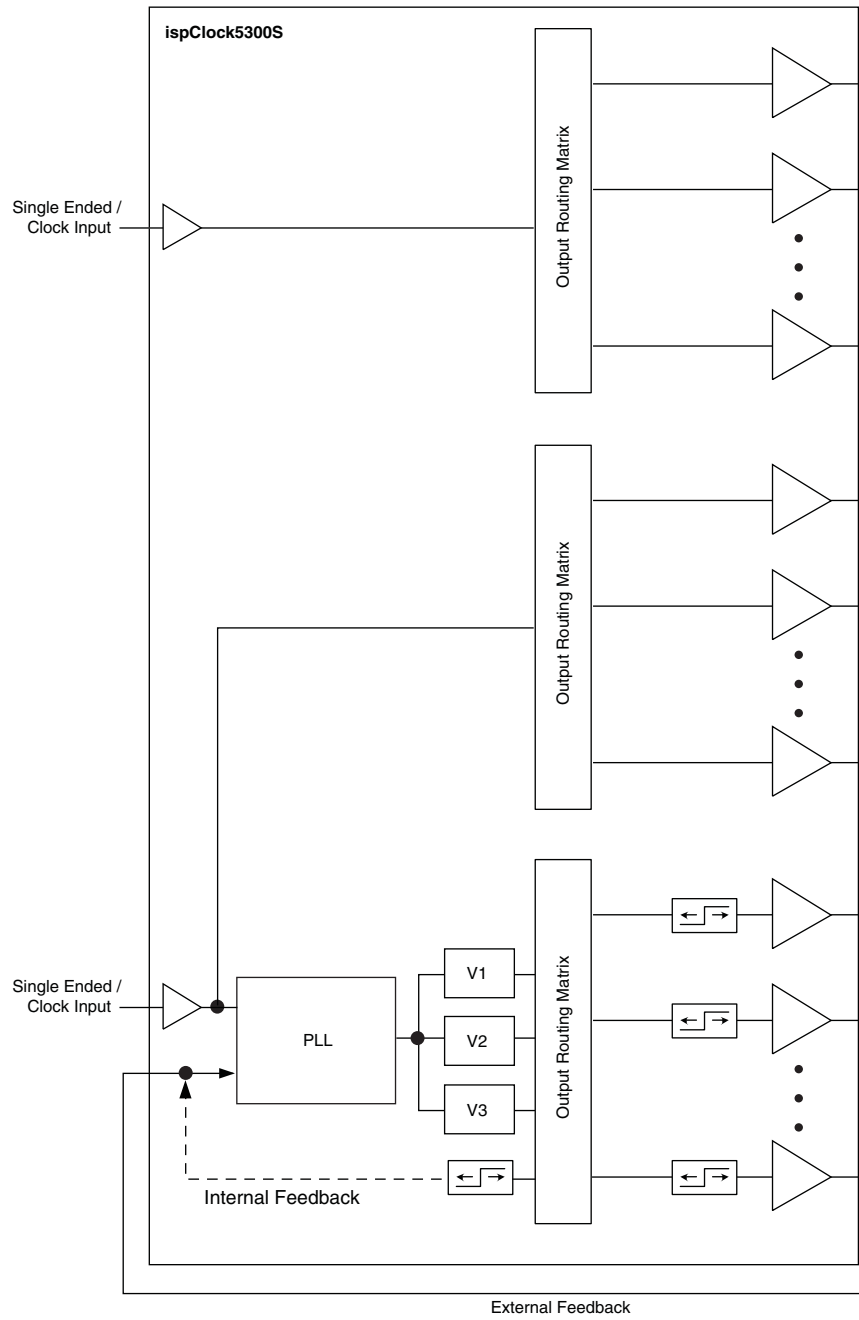 ispClock5300S
Output Routing Matrix
Single Ended /
Clock Input
Output Routing Matrix
Single Ended /
Clock Input
PLL
V1
V2
V3
Output Routing Matrix
Internal Feedback
External Feedback